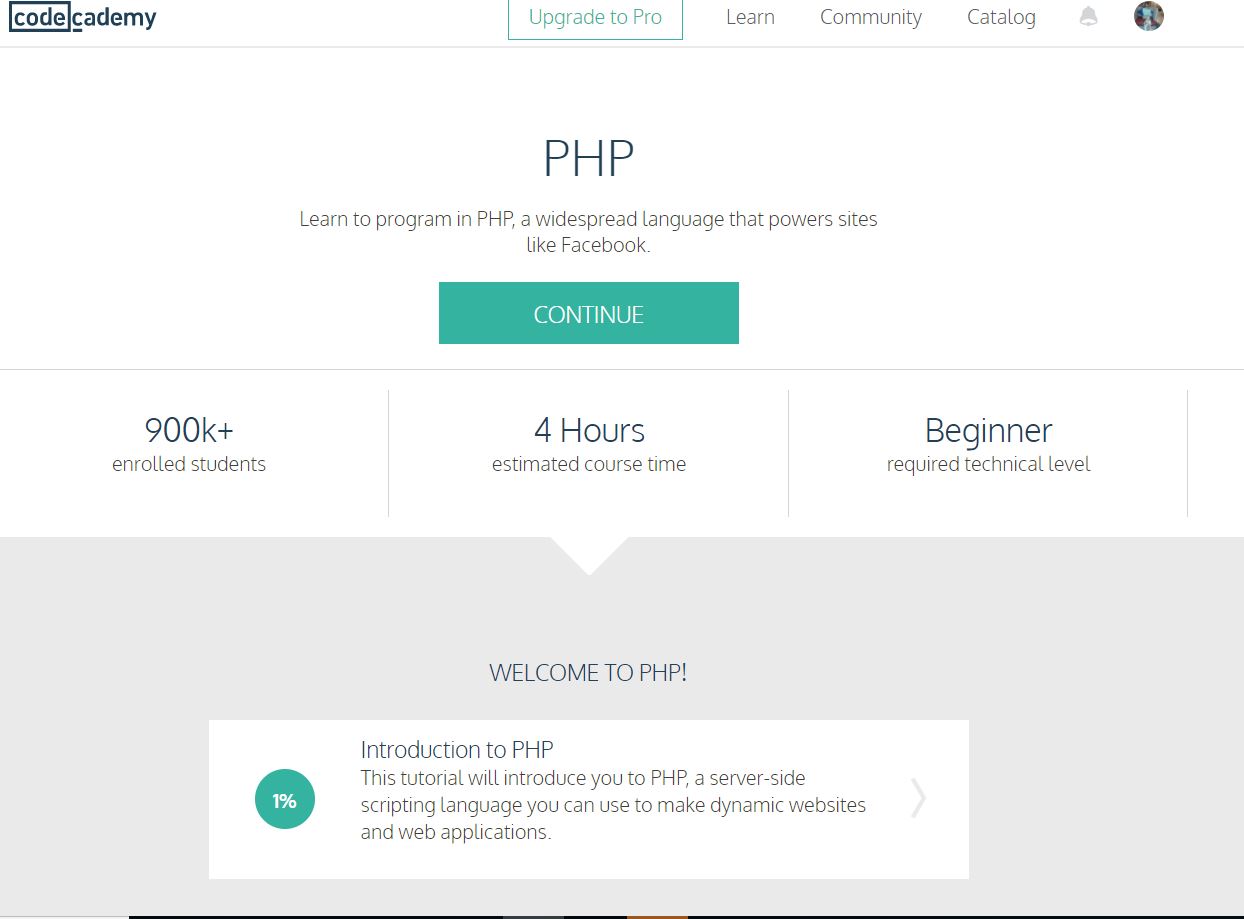 codecademy
Upgrade to Pro
Learn
Community
Catalog
PHP
Learn to program in PHP, a widespread language that powers sites
like Facebook.
CONTINUE
900k+
enrolled students
4 Hours
estimated course time
Beginner
required technical level
WELCOME TO PHP!
1%
Introduction to PHP
This tutorial will introduce you to PHP, a server-side
scripting language you can use to make dynamic websites
and web applications.